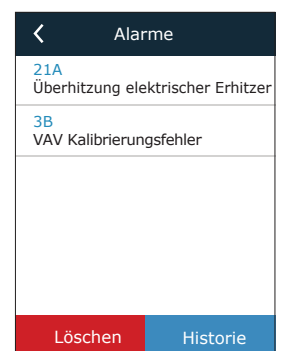 Alarme
21A
Überhitzung elektrischer Erhitzer
3B
VAV Kalibrierungsfehler
Löschen
Historie